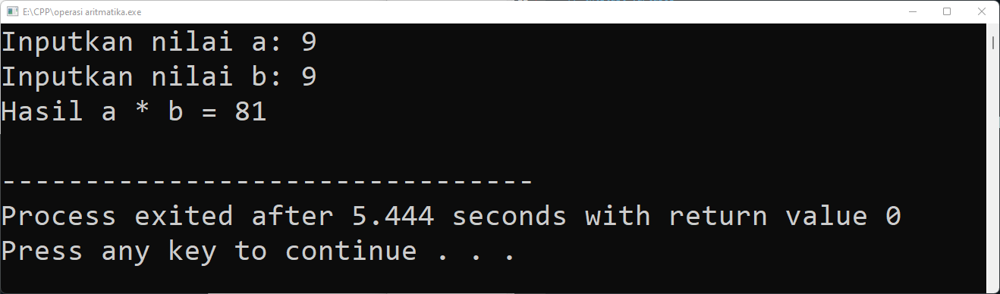 E:\CPP\operasi aritmatika.exe
Inputkan nilai a: 9
Inputkan nilai b: 9
Hasil a * b = 81
--------------------------------
Process exited after 5.444 seconds with return value 0
Press any key to continue . . .